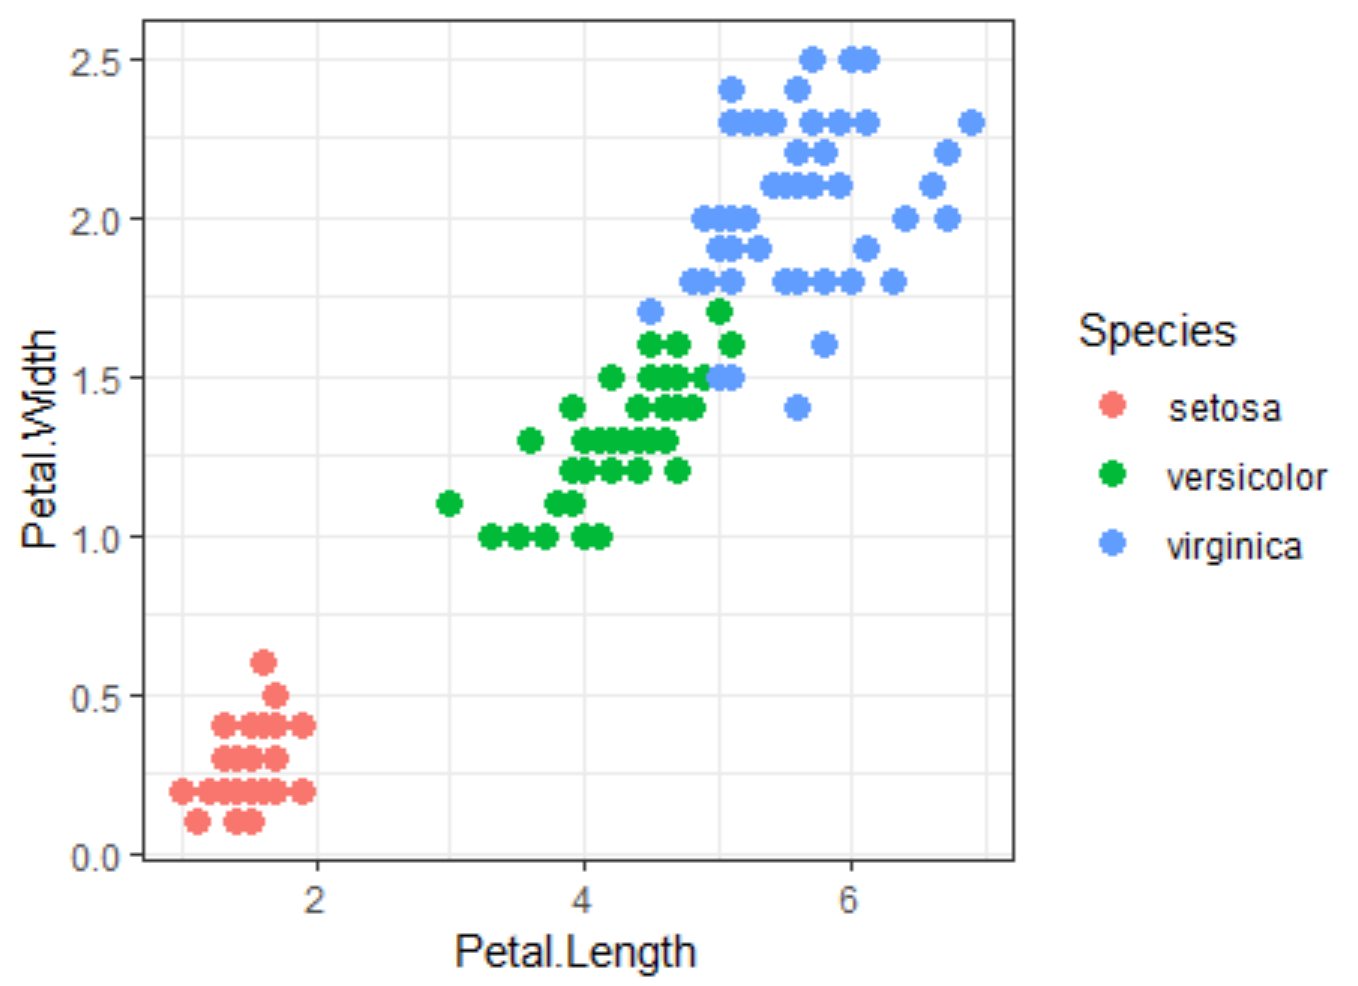 2.5
2.0
1.5
1.0
0.5
0.0
Petal.Width
2 4 6
Petal.Length
Species
setosa
versicolor
virginica